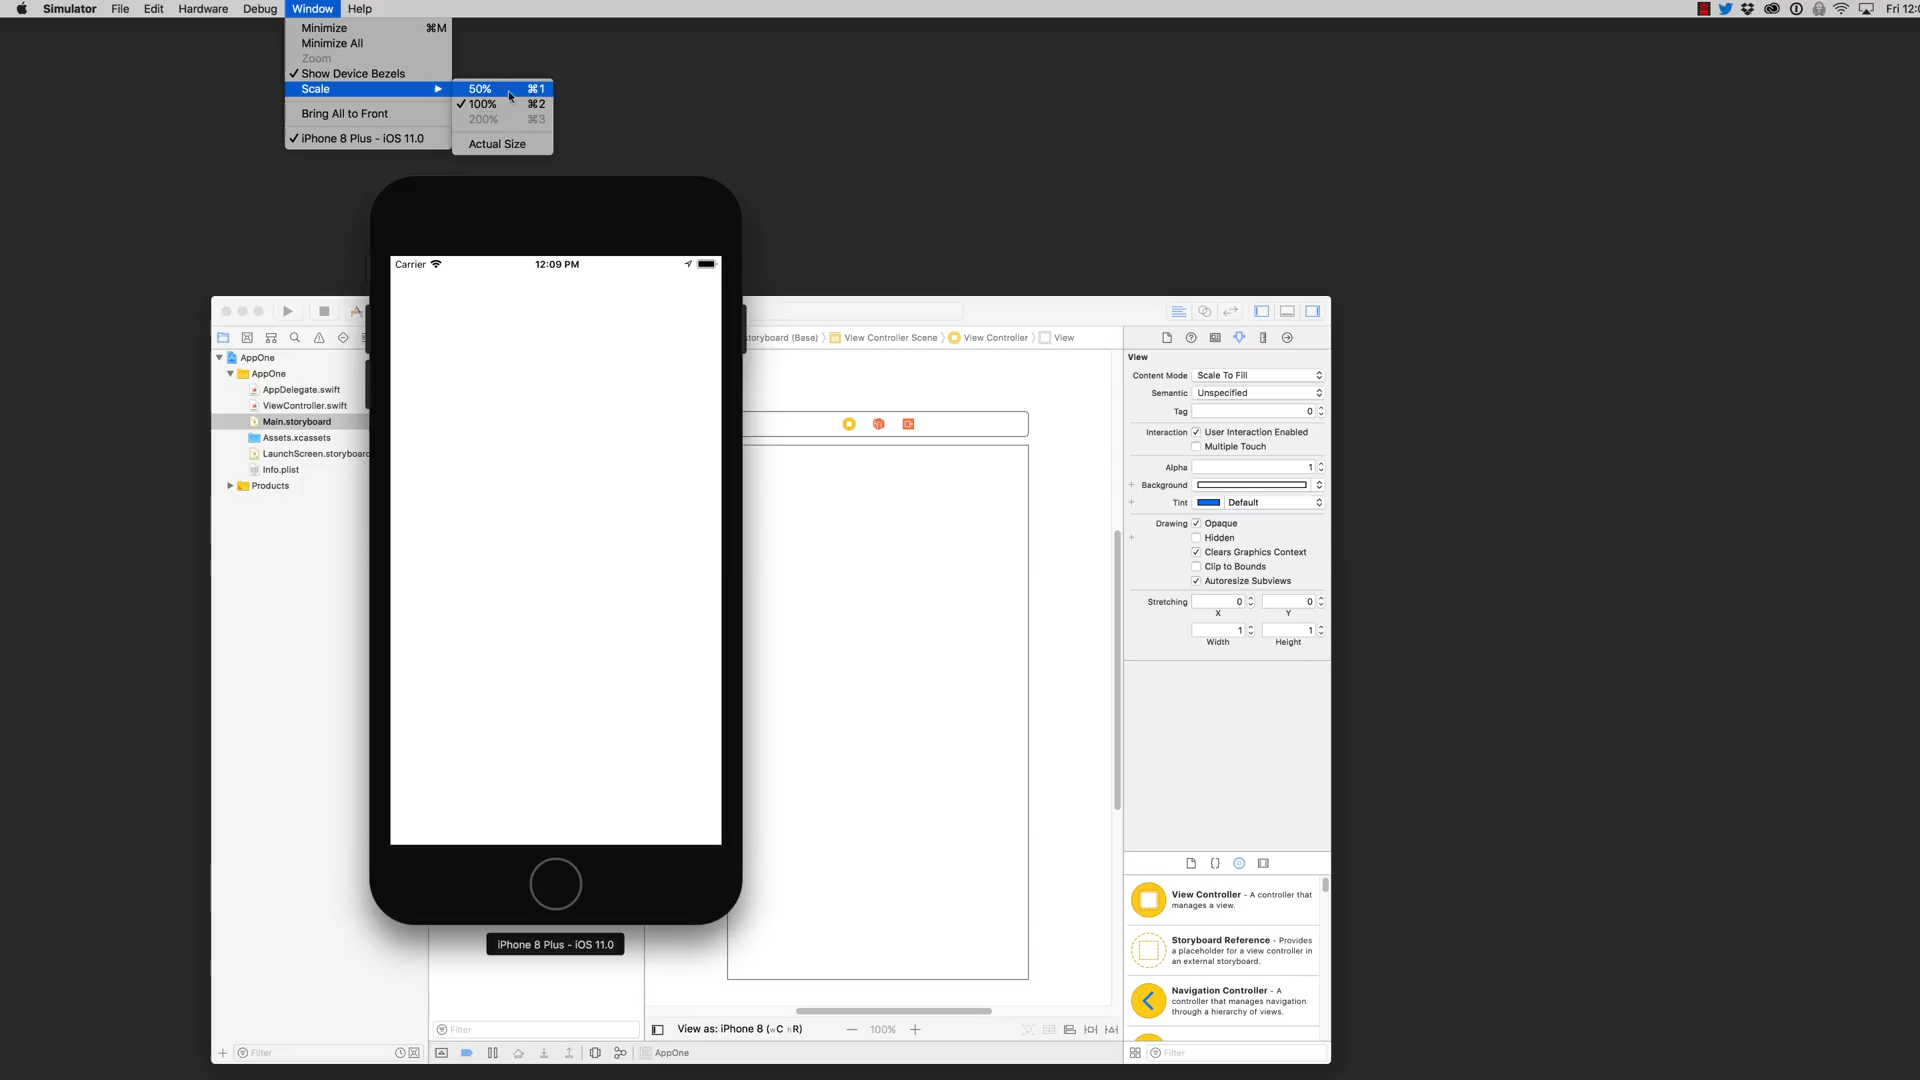 Simulator File Edit Hardware Debug Window Help
Minimize ⌘M
Minimize All
Zoom
✓ Show Device Bezels
Scale ▶
Bring All to Front
✓ iPhone 8 Plus - iOS 11.0
50% ⌘1
✓ 100% ⌘2
200% ⌘3
Actual Size
Carrier 12:09 PM
iPhone 8 Plus - iOS 11.0
AppOne
AppOne
AppDelegate.swift
ViewController.swift
Main.storyboard
Assets.xcassets
LaunchScreen.storyboard
Info.plist
Products
Filter
Filter
storyboard (Base) 〉 View Controller Scene 〉 View Controller 〉 View
View as: iPhone 8 (wC hR) — 100% +
AppOne
View
Content Mode Scale To Fill
Semantic Unspecified
Tag 0
Interaction User Interaction Enabled
Multiple Touch
Alpha 1
+ Background
+ Tint Default
Drawing Opaque
+ Hidden
Clears Graphics Context
Clip to Bounds
Autoresize Subviews
Stretching 0 0
X Y
1 1
Width Height
{}
View Controller - A controller that
manages a view.
Storyboard Reference - Provides
a placeholder for a view controller in
an external storyboard.
Navigation Controller - A
controller that manages navigation
through a hierarchy of views.
Filter